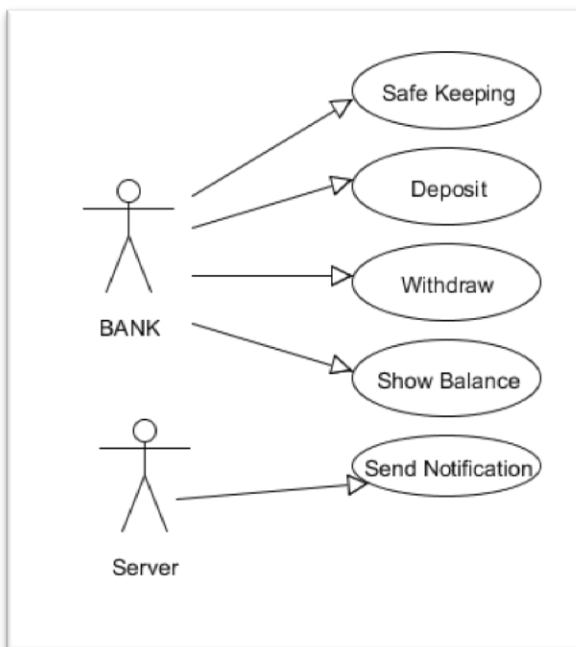 Safe Keeping
Deposit
BANK
Withdraw
Show Balance
Server
Send Notification